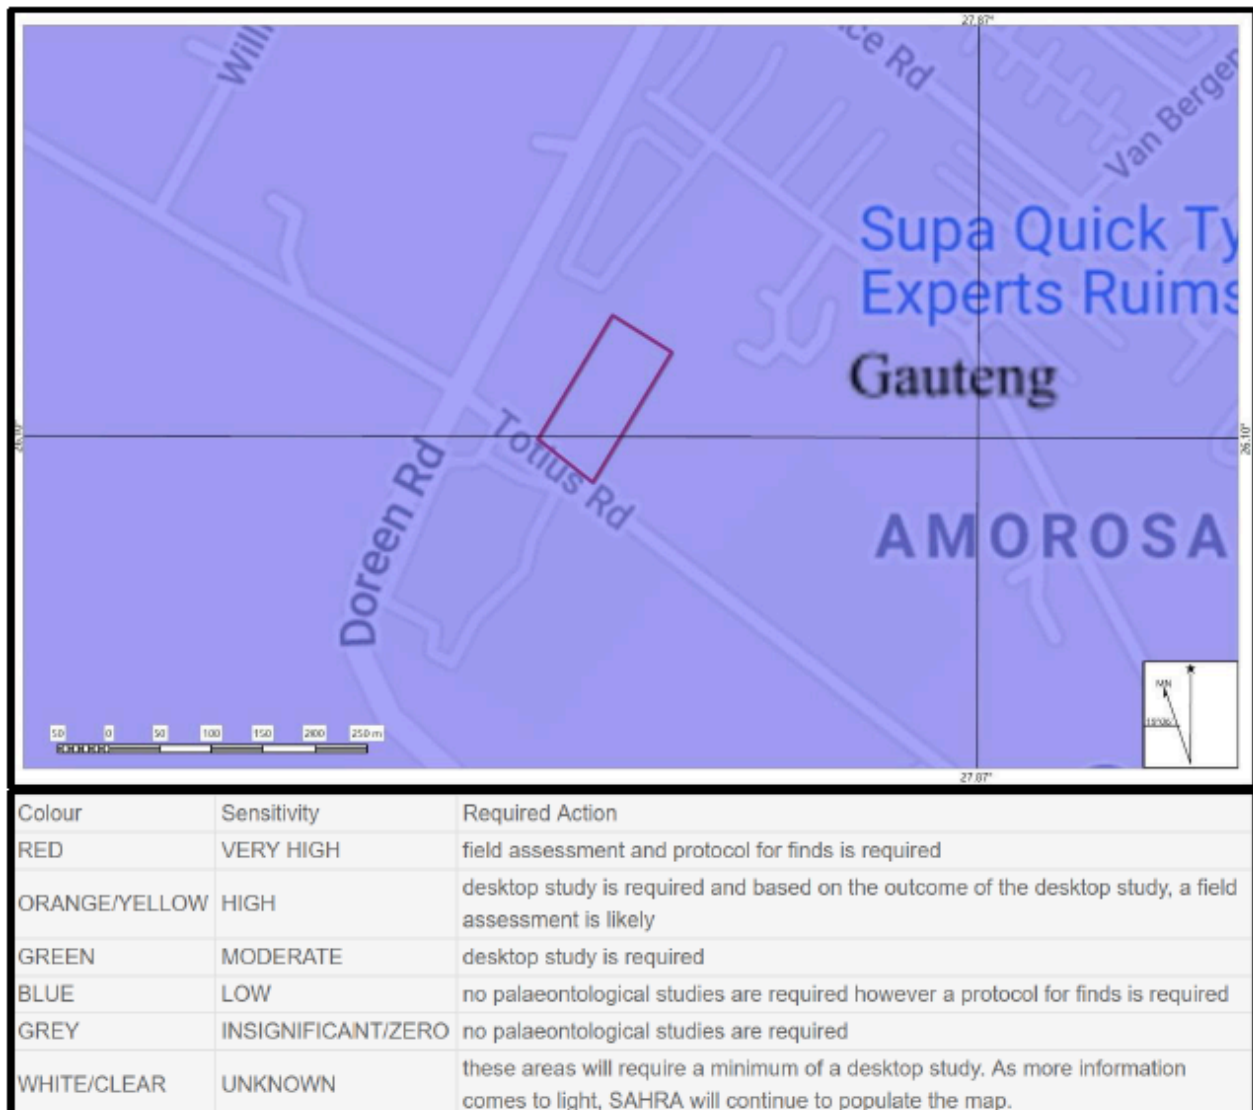 27.87°
Willi
ce Rd
Van Bergen
Supa Quick Ty
Experts Ruims
Gauteng
26.10°
26.10°
Totius Rd
Doreen Rd
AMOROSA
MN
50 0 50 100 150 200 250 m
27.87°
Colour Sensitivity Required Action
RED VERY HIGH field assessment and protocol for finds is required
ORANGE/YELLOW HIGH desktop study is required and based on the outcome of the desktop study, a field
assessment is likely
GREEN MODERATE desktop study is required
BLUE LOW no palaeontological studies are required however a protocol for finds is required
GREY INSIGNIFICANT/ZERO no palaeontological studies are required
WHITE/CLEAR UNKNOWN these areas will require a minimum of a desktop study. As more information
comes to light, SAHRA will continue to populate the map.